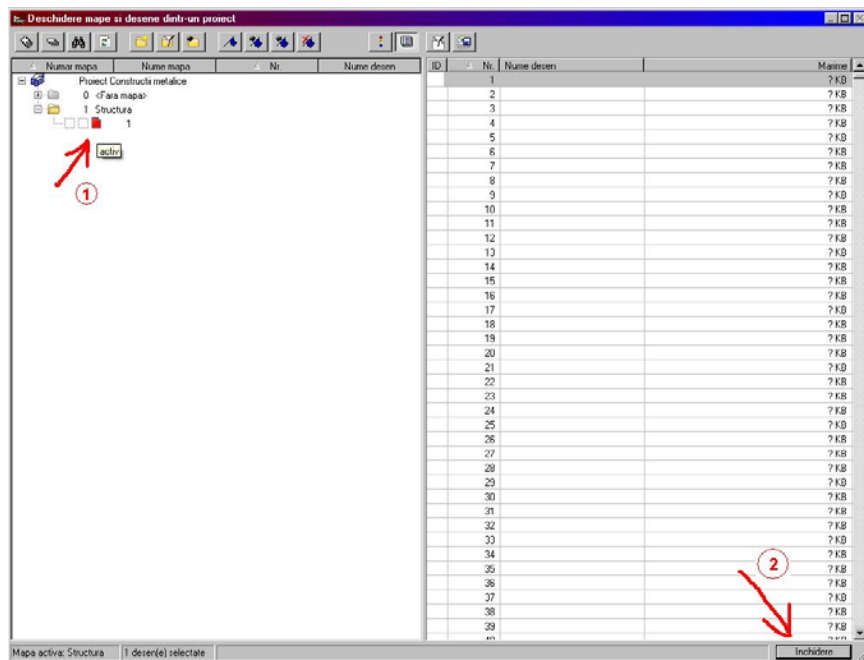 Deschidere mape si desene dintr-un proiect
Numar mapa Nume mapa Nr. Nume desen
Proiect Constructii metalice
0 <Fara mapa>
1 Structura
1
activ
1
ID Nr. Nume desen Marime
1 ? KB
2 ? KB
3 ? KB
4 ? KB
5 ? KB
6 ? KB
7 ? KB
8 ? KB
9 ? KB
10 ? KB
11 ? KB
12 ? KB
13 ? KB
14 ? KB
15 ? KB
16 ? KB
17 ? KB
18 ? KB
19 ? KB
20 ? KB
21 ? KB
22 ? KB
23 ? KB
24 ? KB
25 ? KB
26 ? KB
27 ? KB
28 ? KB
29 ? KB
30 ? KB
31 ? KB
32 ? KB
33 ? KB
34 ? KB
35 ? KB
36 ? KB
37 ? KB
38 ? KB
39 ? KB
2
Mapa activa: Structura 1 desen(e) selectate Inchidere